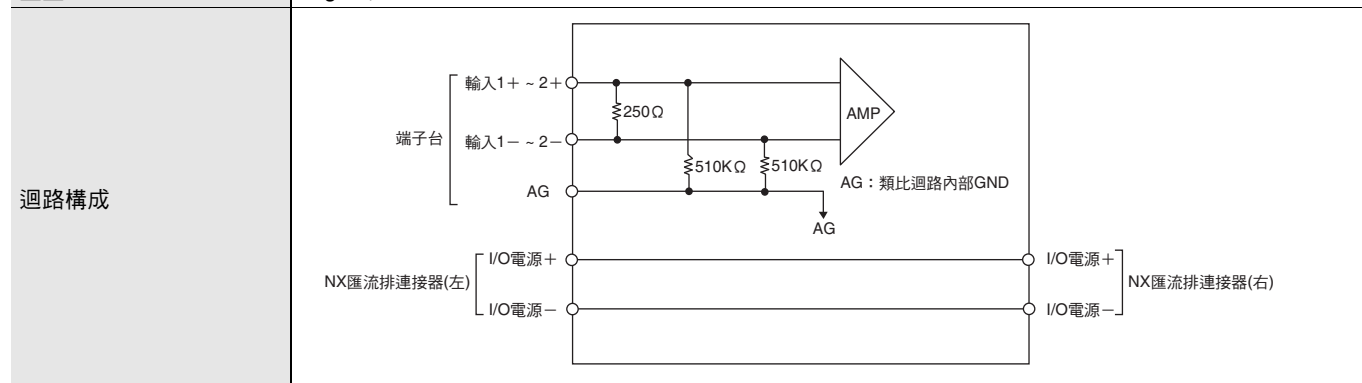 迴路構成
端子台
輸入1＋ ~ 2＋
輸入1－ ~ 2－
AG
250Ω
510KΩ
510KΩ
AMP
AG：類比迴路內部GND
AG
NX匯流排連接器(左)
I/O電源＋
I/O電源－
I/O電源＋
I/O電源－
NX匯流排連接器(右)